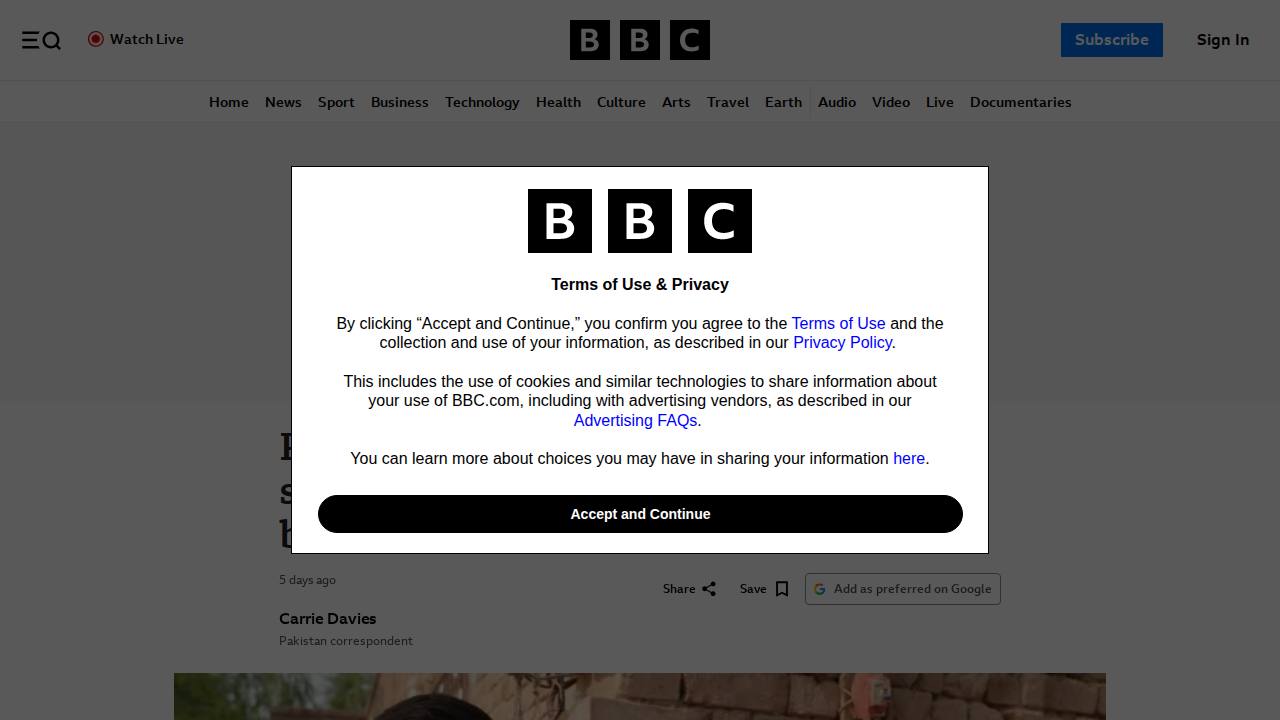 Watch Live
BBC
Subscribe
Sign In
Home News Sport Business Technology Health Culture Arts Travel Earth Audio Video Live Documentaries
BBC
Terms of Use & Privacy
By clicking “Accept and Continue,” you confirm you agree to the Terms of Use and the
collection and use of your information, as described in our Privacy Policy.
This includes the use of cookies and similar technologies to share information about
your use of BBC.com, including with advertising vendors, as described in our
Advertising FAQs.
You can learn more about choices you may have in sharing your information here.
Accept and Continue
5 days ago
Share
Save
Add as preferred on Google
Carrie Davies
Pakistan correspondent